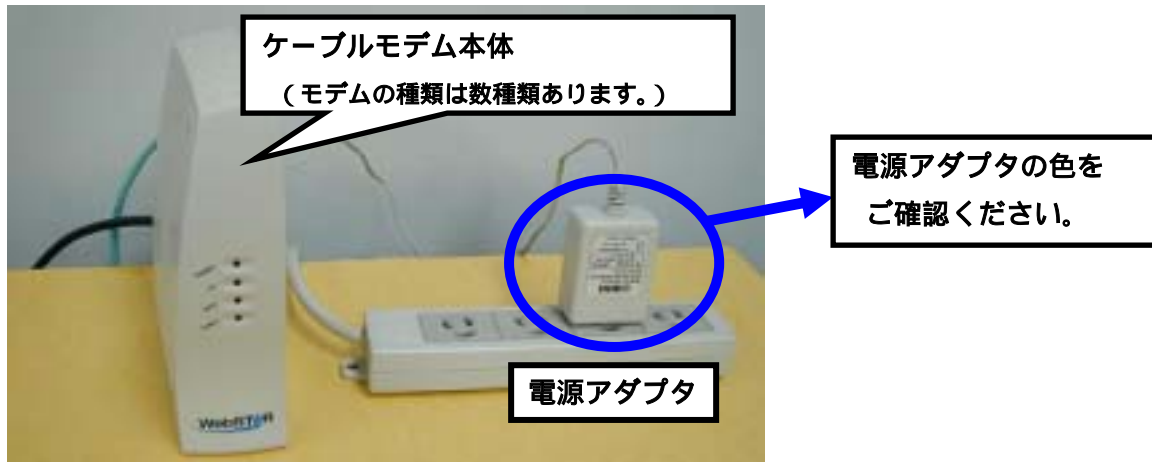 ケーブルモデム本体
（モデムの種類は数種類あります。）
電源アダプタの色を
ご確認ください。
電源アダプタ
WebSTAR